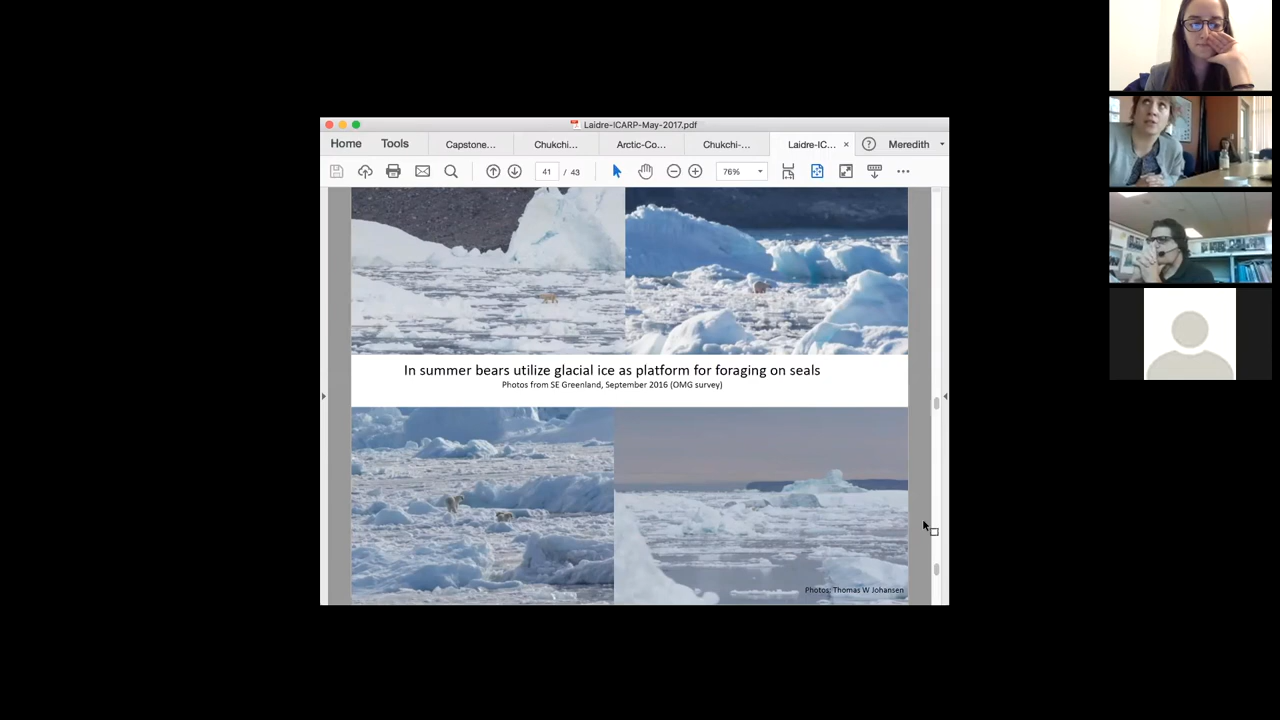 Laidre-ICARP-May-2017.pdf
Home Tools Capstone... Chukchi... Arctic-Co... Chukchi-... Laidre-IC... × ? Meredith
41 / 43 76%
In summer bears utilize glacial ice as platform for foraging on seals
Photos from SE Greenland, September 2016 (OMG survey)
Photos: Thomas W Johansen